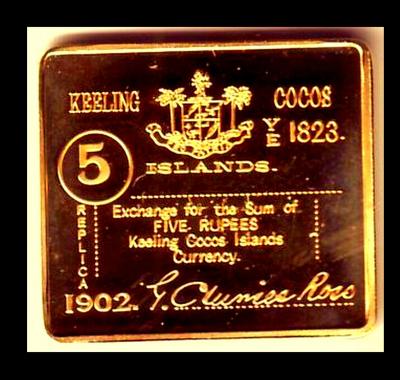 KEELING COCOS
YE 1823.
5
ISLANDS.
Exchange for the Sum of
FIVE RUPEES
Keeling Cocos Islands
Currency.
REPLICA
1902. G. Clunies Ross